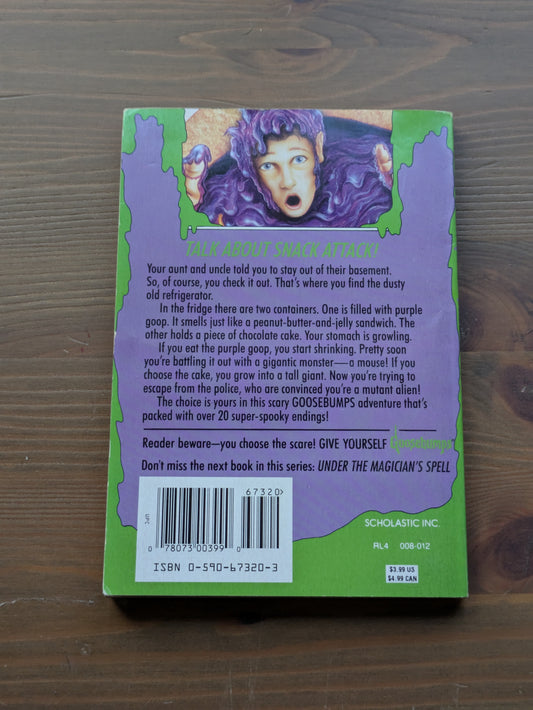 TALK ABOUT SNACK ATTACK!
Your aunt and uncle told you to stay out of their basement.
So, of course, you check it out. That's where you find the dusty
old refrigerator.
In the fridge there are two containers. One is filled with purple
goop. It smells just like a peanut-butter-and-jelly sandwich. The
other holds a piece of chocolate cake. Your stomach is growling.
If you eat the purple goop, you start shrinking. Pretty soon
you're battling it out with a gigantic monster—a mouse! If you
choose the cake, you grow into a tall giant. Now you're trying to
escape from the police, who are convinced you're a mutant alien!
The choice is yours in this scary GOOSEBUMPS adventure that's
packed with over 20 super-spooky endings!
Reader beware—you choose the scare! GIVE YOURSELF Goosebumps
Don't miss the next book in this series: UNDER THE MAGICIAN'S SPELL
67320>
UPC
0 78073 00399 0
ISBN 0-590-67320-3
SCHOLASTIC INC.
RL4 008-012
$3.99 US
$4.99 CAN